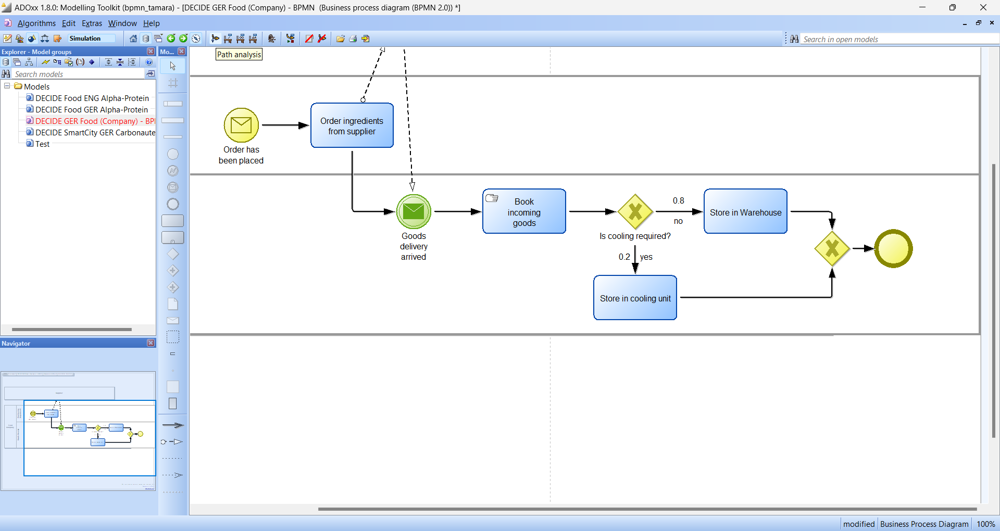 ADOxx 1.8.0: Modelling Toolkit (bpmn_tamara) - [DECIDE GER Food (Company) - BPMN  (Business process diagram (BPMN 2.0)) *]
Algorithms Edit Extras Window Help
Simulation
Search in open models
Explorer - Model groups
Mo...
Path analysis
Search models
Models
DECIDE Food ENG Alpha-Protein
DECIDE Food GER Alpha-Protein
DECIDE GER Food (Company) - BP
DECIDE SmartCity GER Carbonaute
Test
Order ingredients
from supplier
Order has
been placed
Book
incoming
goods
0.8
no
Store in Warehouse
Goods
delivery
arrived
Is cooling required?
0.2 yes
Store in cooling unit
Navigator
modified
Business Process Diagram
100%